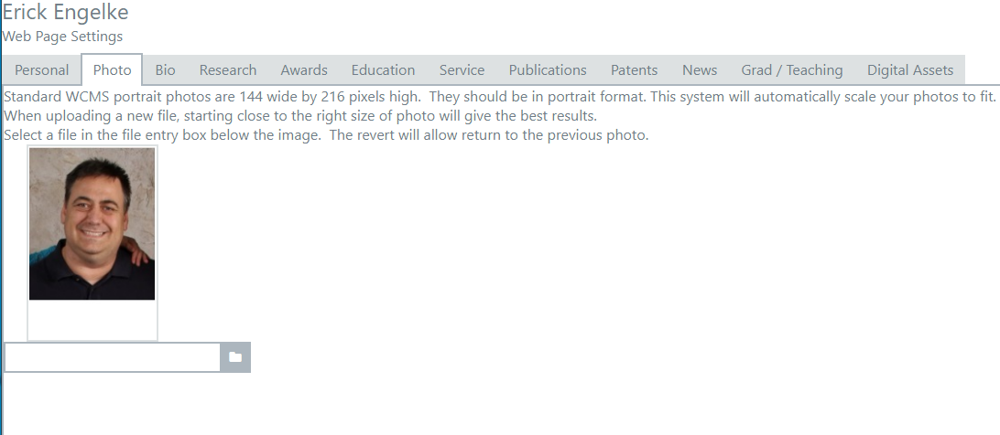 Erick Engelke
Web Page Settings
Personal Photo Bio Research Awards Education Service Publications Patents News Grad / Teaching Digital Assets
Standard WCMS portrait photos are 144 wide by 216 pixels high.  They should be in portrait format. This system will automatically scale your photos to fit.
When uploading a new file, starting close to the right size of photo will give the best results.
Select a file in the file entry box below the image.  The revert will allow return to the previous photo.